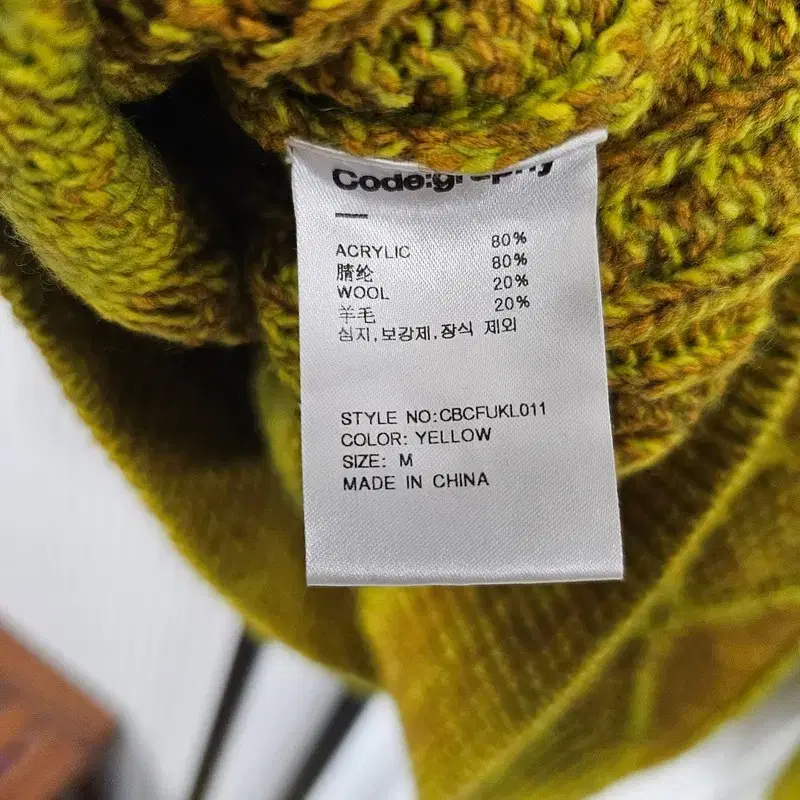 Code:graphy
ACRYLIC 80%
腈纶 80%
WOOL 20%
羊毛 20%
심지,보강제,장식 제외
STYLE NO:CBCFUKL011
COLOR: YELLOW
SIZE: M
MADE IN CHINA